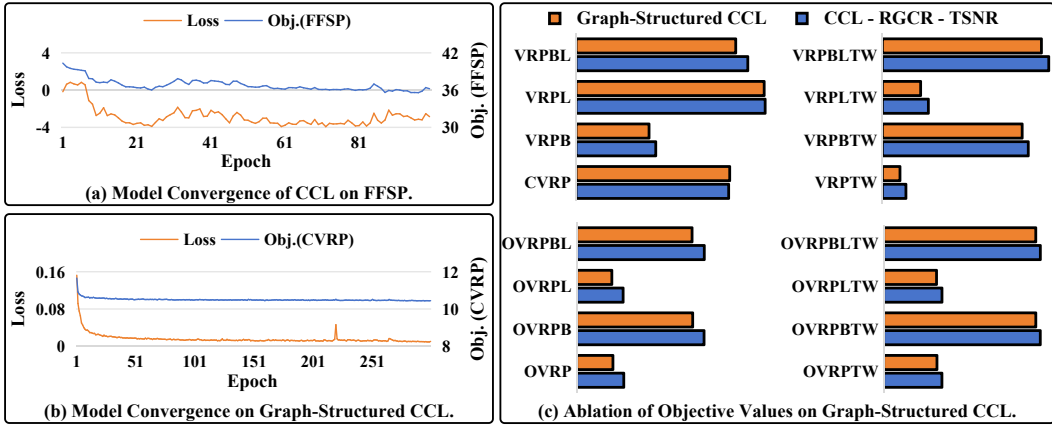 Loss Obj.(FFSP)
4 42
0 36
-4 30
Loss
Obj. (FFSP)
1 21 41 61 81
Epoch
(a) Model Convergence of CCL on FFSP.
Loss Obj.(CVRP)
0.16 12
0.08 10
0 8
Loss
Obj. (CVRP)
1 51 101 151 201 251
Epoch
(b) Model Convergence on Graph-Structured CCL.
Graph-Structured CCL CCL - RGCR - TSNR
VRPBL
VRPL
VRPB
CVRP
VRPBLTW
VRPLTW
VRPBTW
VRPTW
OVRPBL
OVRPL
OVRPB
OVRP
OVRPBLTW
OVRPLTW
OVRPBTW
OVRPTW
(c) Ablation of Objective Values on Graph-Structured CCL.